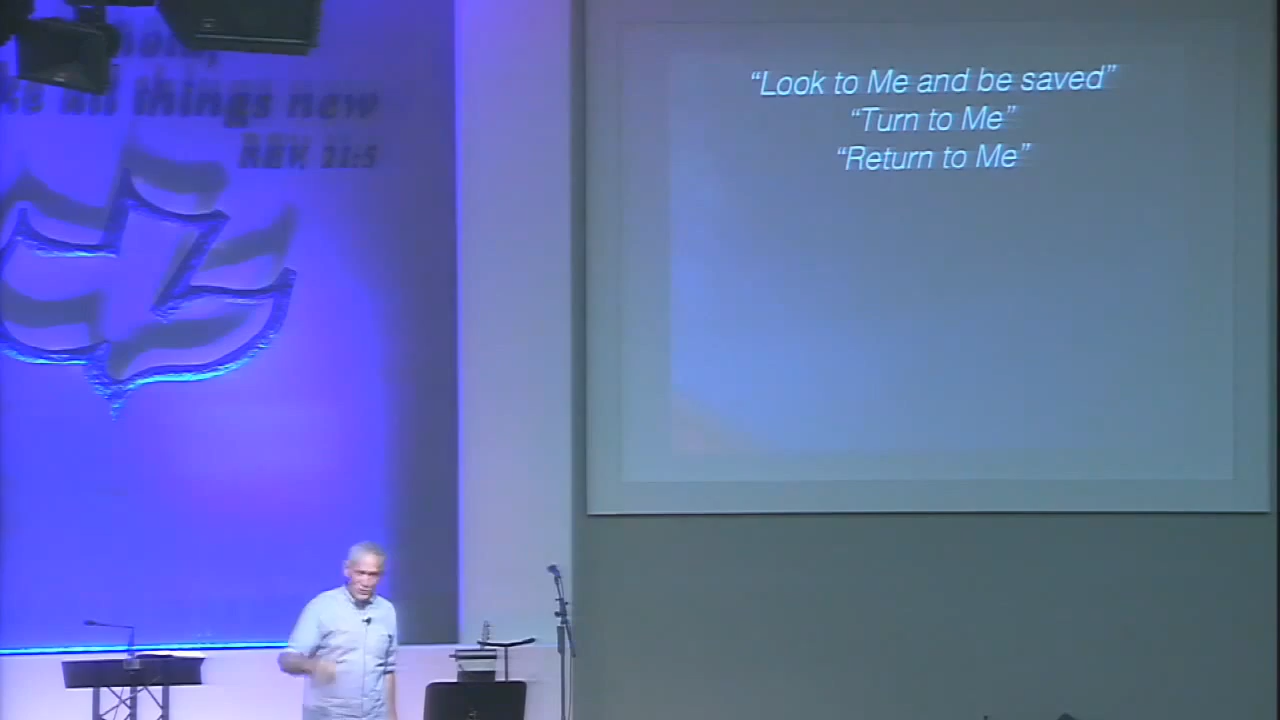 all things new
REV. 21:5
“Look to Me and be saved”
“Turn to Me”
“Return to Me”